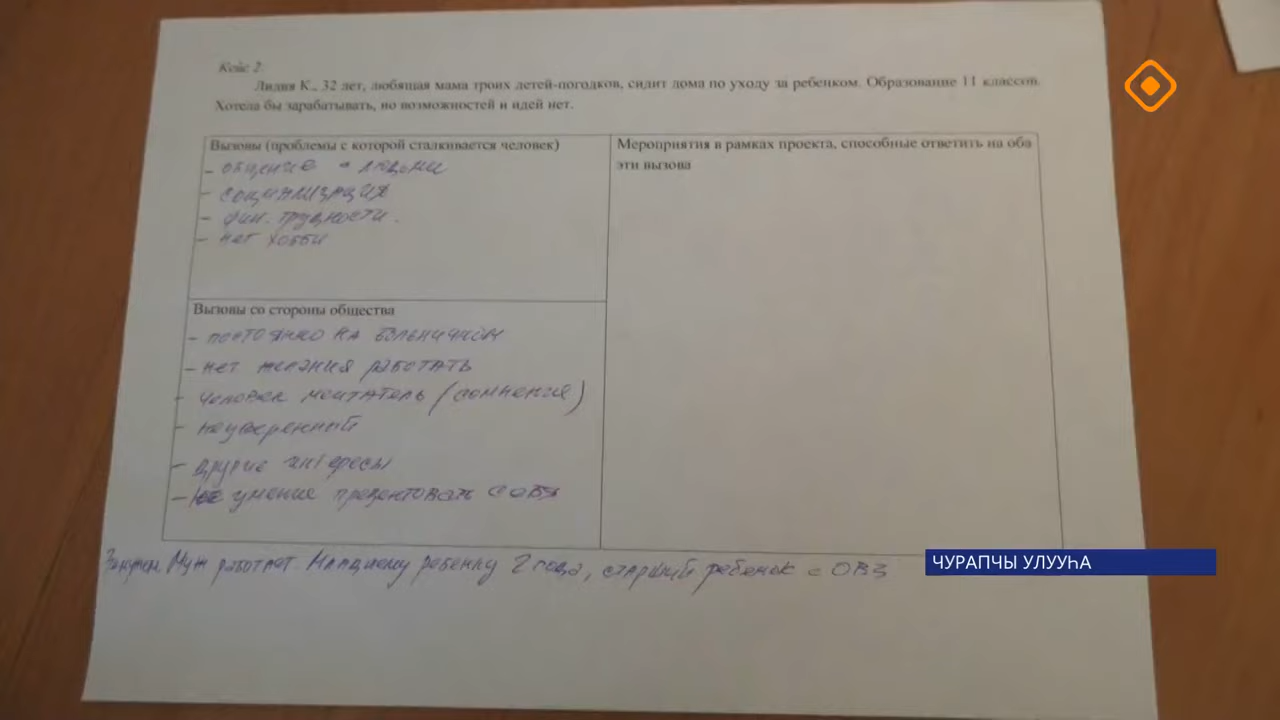 Кейс 2.
Лидия К., 32 лет, любящая мама троих детей-погодков, сидит дома по уходу за ребенком. Образование 11 классов.
Хотела бы зарабатывать, но возможностей и идей нет.
Вызовы (проблемы с которой сталкивается человек)
- общение с людьми
- социализация
- фин. трудности.
- нет хобби
Вызовы со стороны общества
- постоянно на больничном
- нет желания работать
- человек мечтатель (сомнения)
- неуверенный
- другие интересы
- не умения презентовать себя
Мероприятия в рамках проекта, способные ответить на оба
эти вызова
Замужем Муж работает. Младшему ребенку 2 года, старший ребенок с ОВЗ
ЧУРАПЧЫ УЛУУҺА